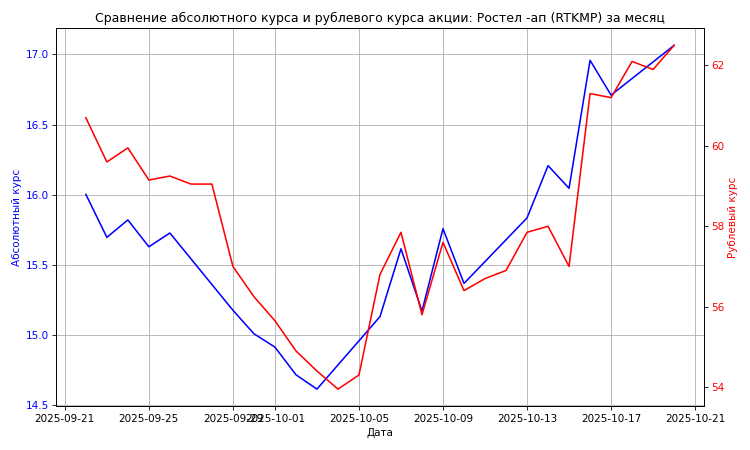 Сравнение абсолютного курса и рублевого курса акции: Ростел -ап (RTKMP) за месяц
Абсолютный курс
17.0
16.5
16.0
15.5
15.0
14.5
62
60
58
56
54
Рублевый курс
2025-09-21 2025-09-25 2025-09-29 2025-10-01 2025-10-05 2025-10-09 2025-10-13 2025-10-17 2025-10-21
Дата